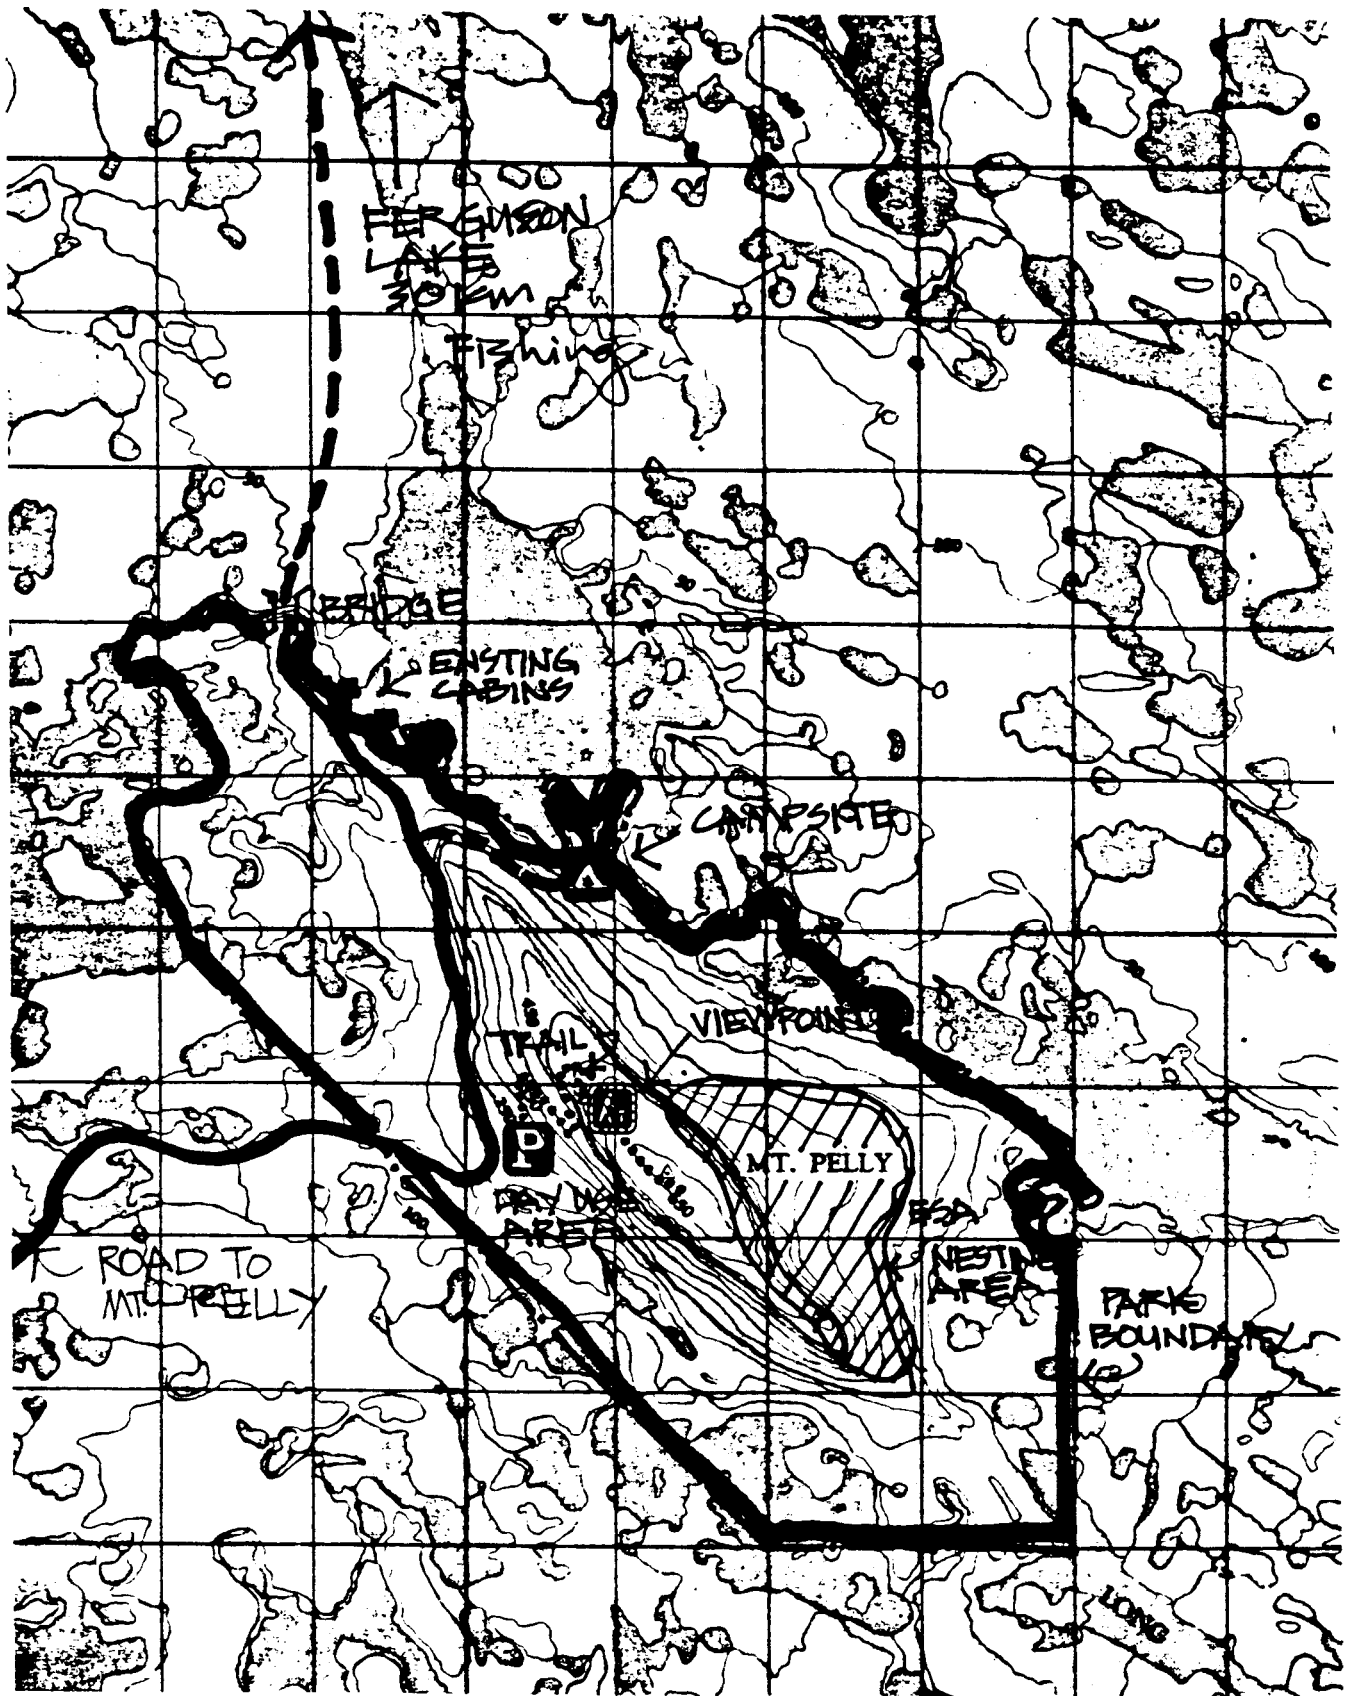 FERGUSON
LAKE
30 km
Fishing
BRIDGE
EXISTING
CABINS
CAMPSITE
VIEWPOINT
TRAIL
P
MT. PELLY
DAY USE
AREA
ESA
NESTING
AREA
ROAD TO
MT. PELLY
100
PARK
BOUNDARY
LONG